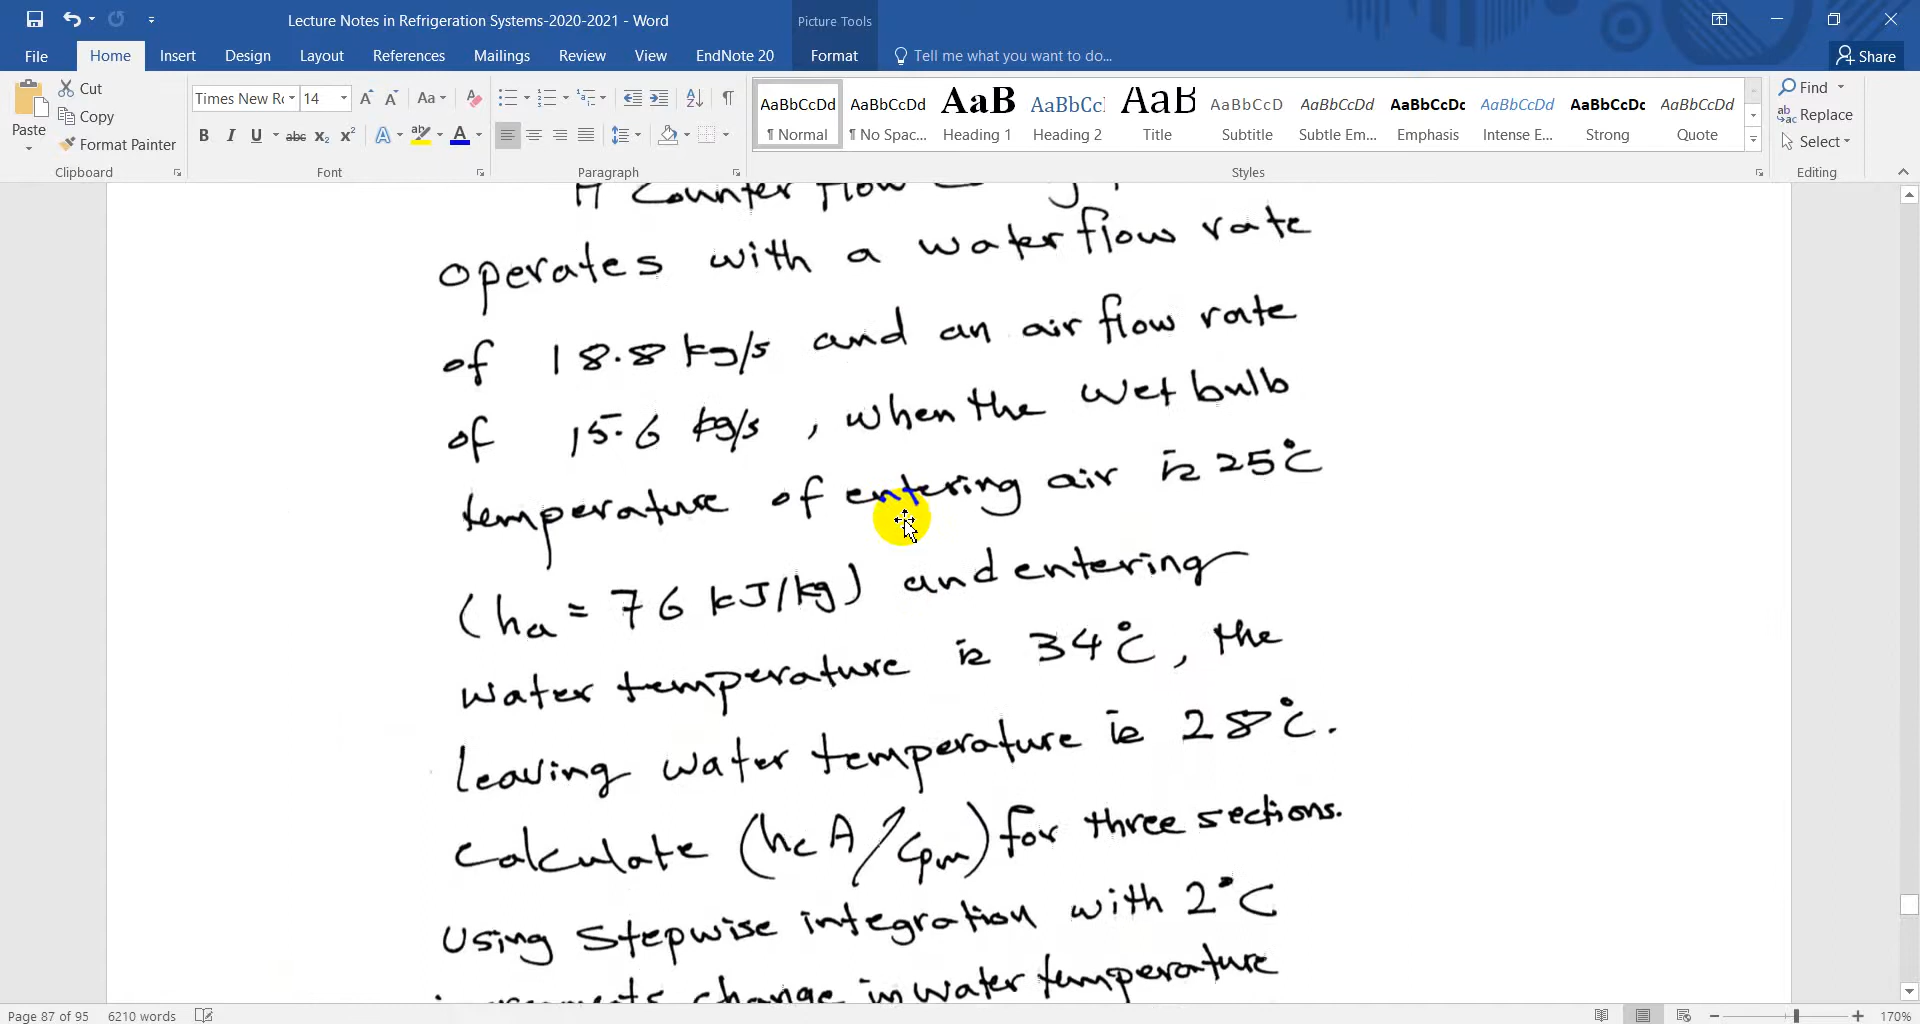 Lecture Notes in Refrigeration Systems-2020-2021 - Word
Picture Tools
File Home Insert Design Layout References Mailings Review View EndNote 20 Format Tell me what you want to do... Share
Paste
Cut
Copy
Format Painter
Clipboard
Times New Rc 14
Font
Paragraph
AaBbCcDd AaBbCcDd AaB AaBbCc AaB AaBbCcD AaBbCcDd AaBbCcDc AaBbCcDd AaBbCcDc AaBbCcDd
¶ Normal ¶ No Spac... Heading 1 Heading 2 Title Subtitle Subtle Em... Emphasis Intense E... Strong Quote
Styles
Find
Replace
Select
Editing
A Counter flow
operates with a water flow rate
of 18.8 kg/s and an air flow rate
of 15.6 kg/s, when the wet bulb
temperature of entering air is 25°C
(ha = 76 kJ/kg) and entering
water temperature is 34°C, the
leaving water temperature is 28°C.
Calculate (hcA/cpm) for three sections.
Using stepwise integration with 2°C
change in water temperature
Page 87 of 95 6210 words 170%